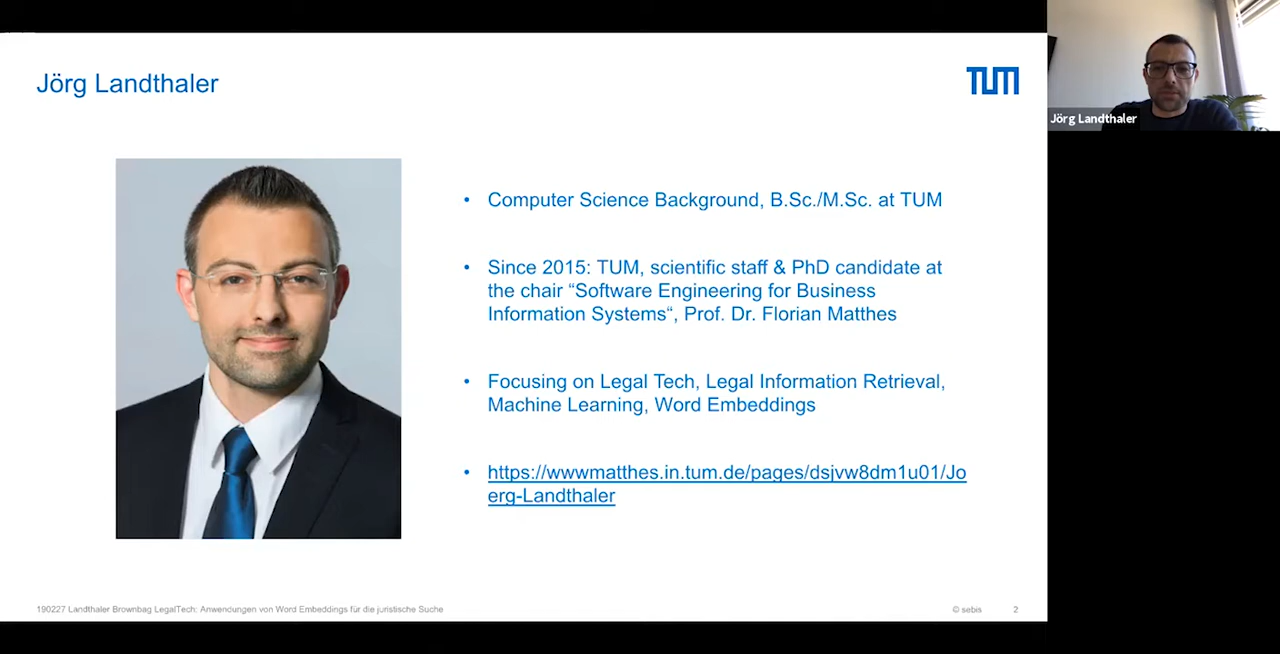 Jörg Landthaler
TUM
Jörg Landthaler
• Computer Science Background, B.Sc./M.Sc. at TUM
• Since 2015: TUM, scientific staff & PhD candidate at
the chair “Software Engineering for Business
Information Systems“, Prof. Dr. Florian Matthes
• Focusing on Legal Tech, Legal Information Retrieval,
Machine Learning, Word Embeddings
• https://wwwmatthes.in.tum.de/pages/dsjvw8dm1u01/Jo
erg-Landthaler
190227 Landthaler Brownbag LegalTech: Anwendungen von Word Embeddings für die juristische Suche
© sebis
2